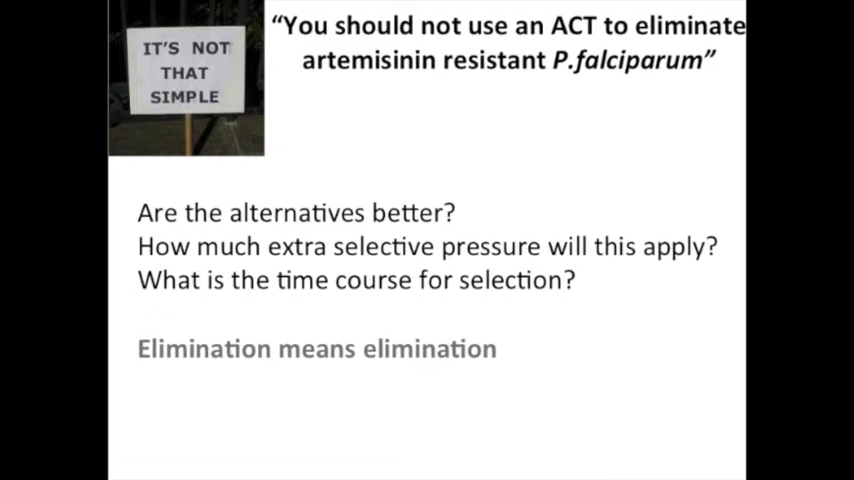 IT'S NOT
THAT
SIMPLE
“You should not use an ACT to eliminate
artemisinin resistant P.falciparum”
Are the alternatives better?
How much extra selective pressure will this apply?
What is the time course for selection?
Elimination means elimination